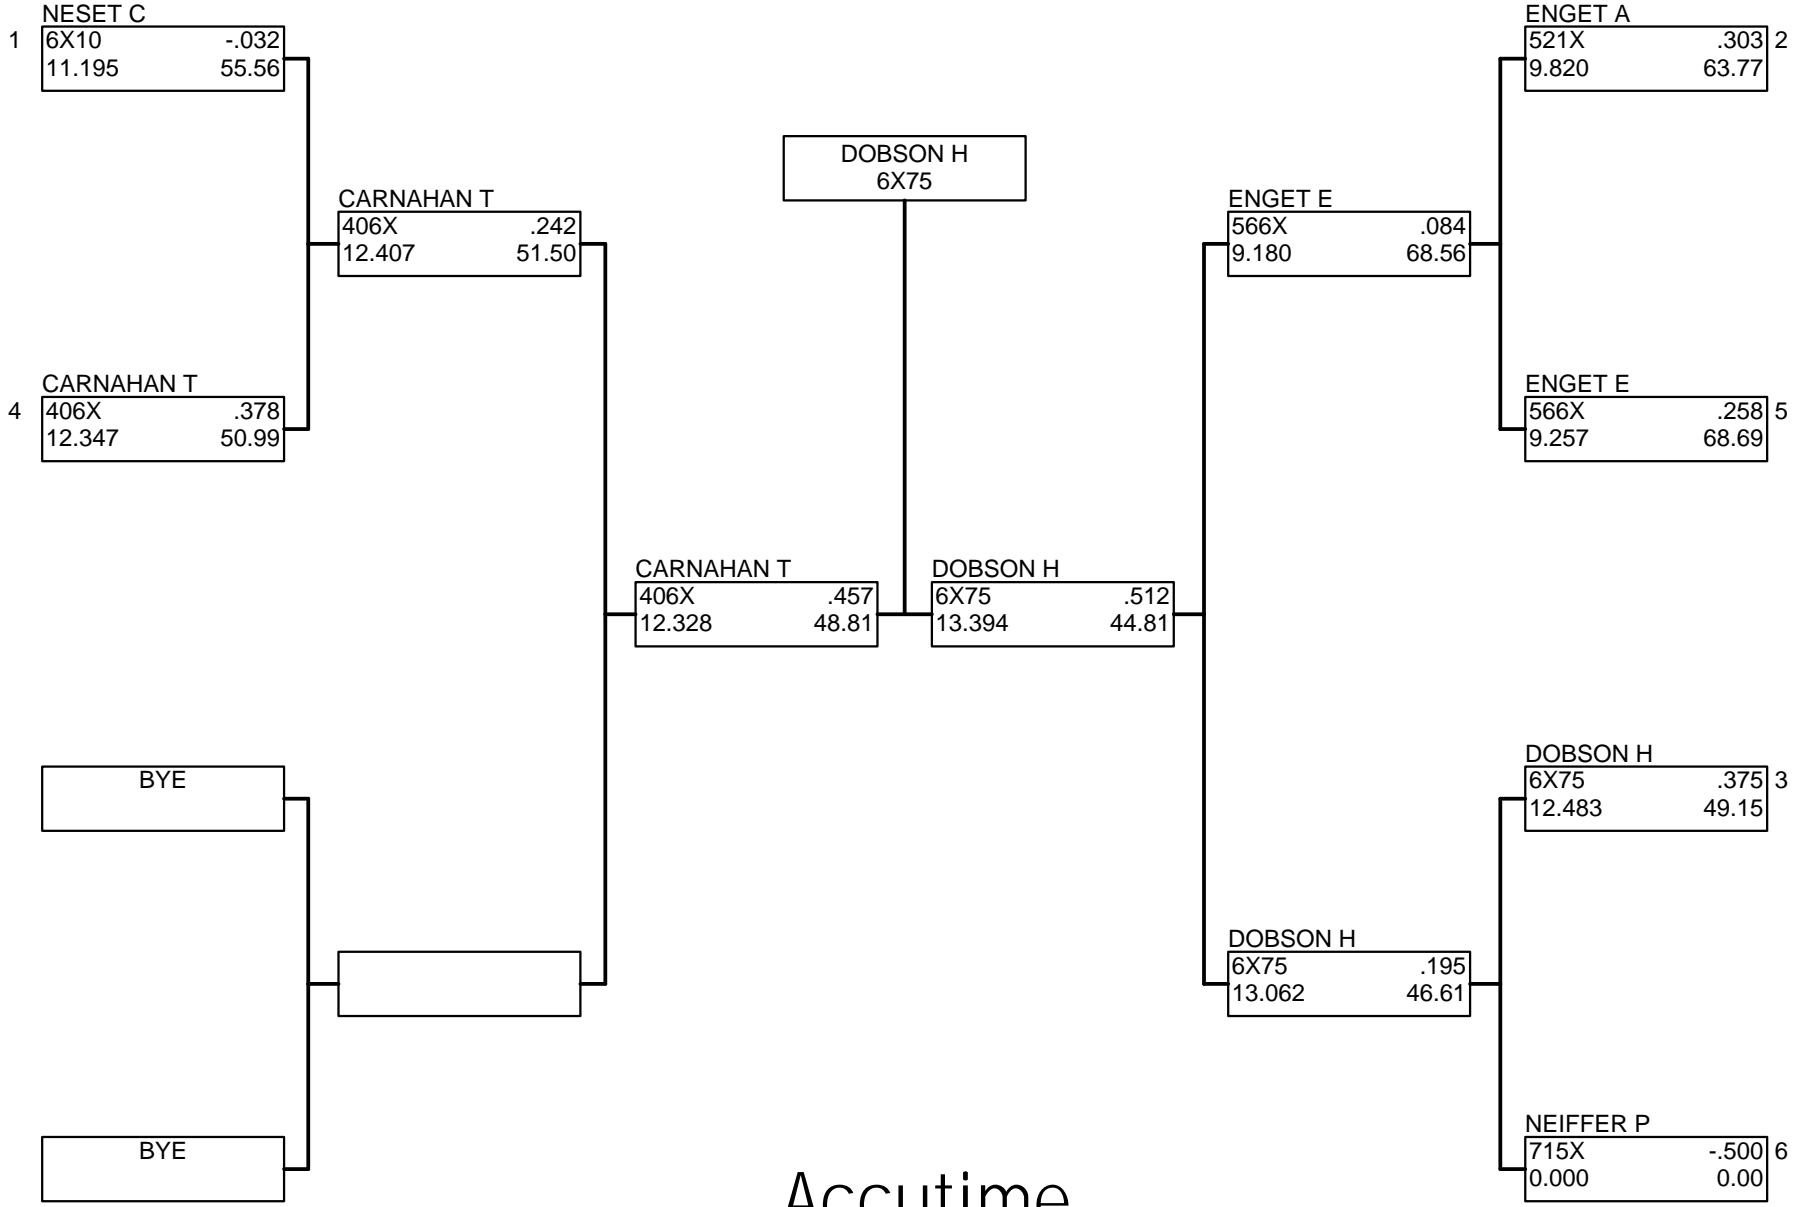 NESET C
1 6X10 -.032
11.195 55.56
CARNAHAN T
4 406X .378
12.347 50.99
BYE
BYE
CARNAHAN T
406X .242
12.407 51.50
CARNAHAN T
406X .457
12.328 48.81
DOBSON H
6X75
DOBSON H
6X75 .512
13.394 44.81
ENGET E
566X .084
9.180 68.56
DOBSON H
6X75 .195
13.062 46.61
ENGET A
521X .303 2
9.820 63.77
ENGET E
566X .258 5
9.257 68.69
DOBSON H
6X75 .375 3
12.483 49.15
NEIFFER P
715X -.500 6
0.000 0.00
Accutime